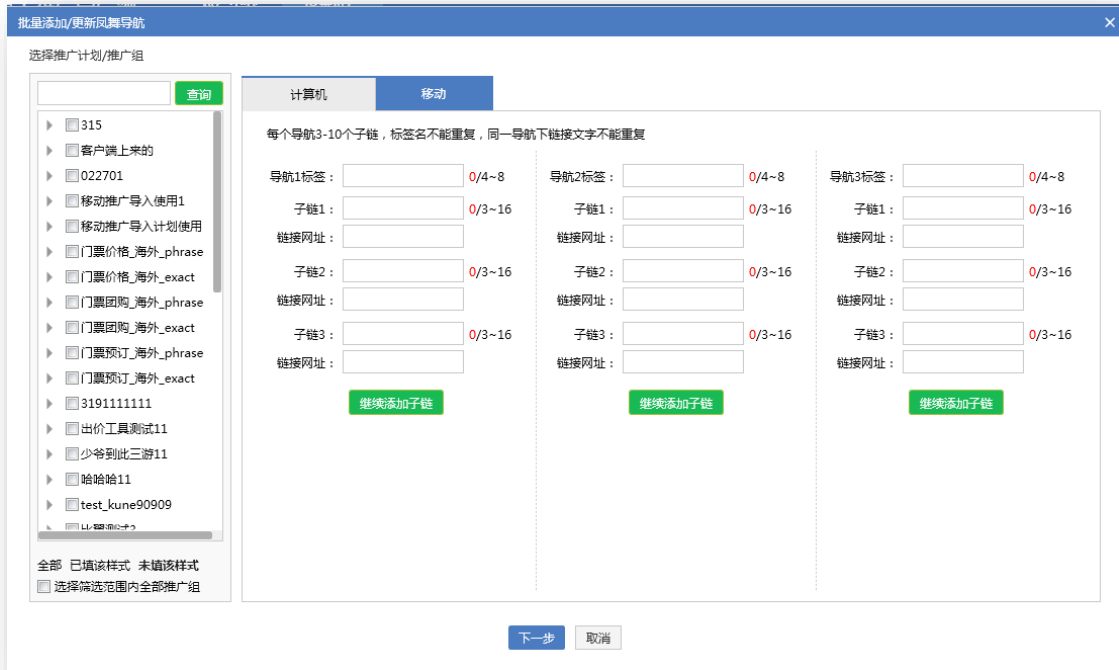 批量添加/更新凤舞导航
选择推广计划/推广组
查询
315
客户端上来的
022701
移动推广导入使用1
移动推广导入计划使用
门票价格_海外_phrase
门票价格_海外_exact
门票团购_海外_phrase
门票团购_海外_exact
门票预订_海外_phrase
门票预订_海外_exact
3191111111
出价工具测试11
少爷到此三游11
哈哈哈11
test_kune90909
全部 已填该样式 未填该样式
选择筛选范围内全部推广组
计算机 移动
每个导航3-10个子链，标签名不能重复，同一导航下链接文字不能重复
导航1标签： 0/4~8
子链1： 0/3~16
链接网址：
子链2： 0/3~16
链接网址：
子链3： 0/3~16
链接网址：
继续添加子链
导航2标签： 0/4~8
子链1： 0/3~16
链接网址：
子链2： 0/3~16
链接网址：
子链3： 0/3~16
链接网址：
继续添加子链
导航3标签： 0/4~8
子链1： 0/3~16
链接网址：
子链2： 0/3~16
链接网址：
子链3： 0/3~16
链接网址：
继续添加子链
下一步 取消